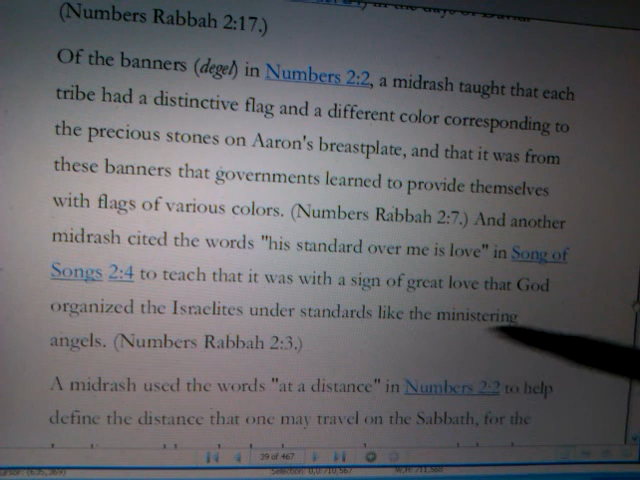 (Numbers Rabbah 2:17.)
Of the banners (degel) in Numbers 2:2, a midrash taught that each
tribe had a distinctive flag and a different color corresponding to
the precious stones on Aaron's breastplate, and that it was from
these banners that governments learned to provide themselves
with flags of various colors. (Numbers Rabbah 2:7.) And another
midrash cited the words "his standard over me is love" in Song of
Songs 2:4 to teach that it was with a sign of great love that God
organized the Israelites under standards like the ministering
angels. (Numbers Rabbah 2:3.)
A midrash used the words "at a distance" in Numbers 2:2 to help
define the distance that one may travel on the Sabbath, for the
39 of 467